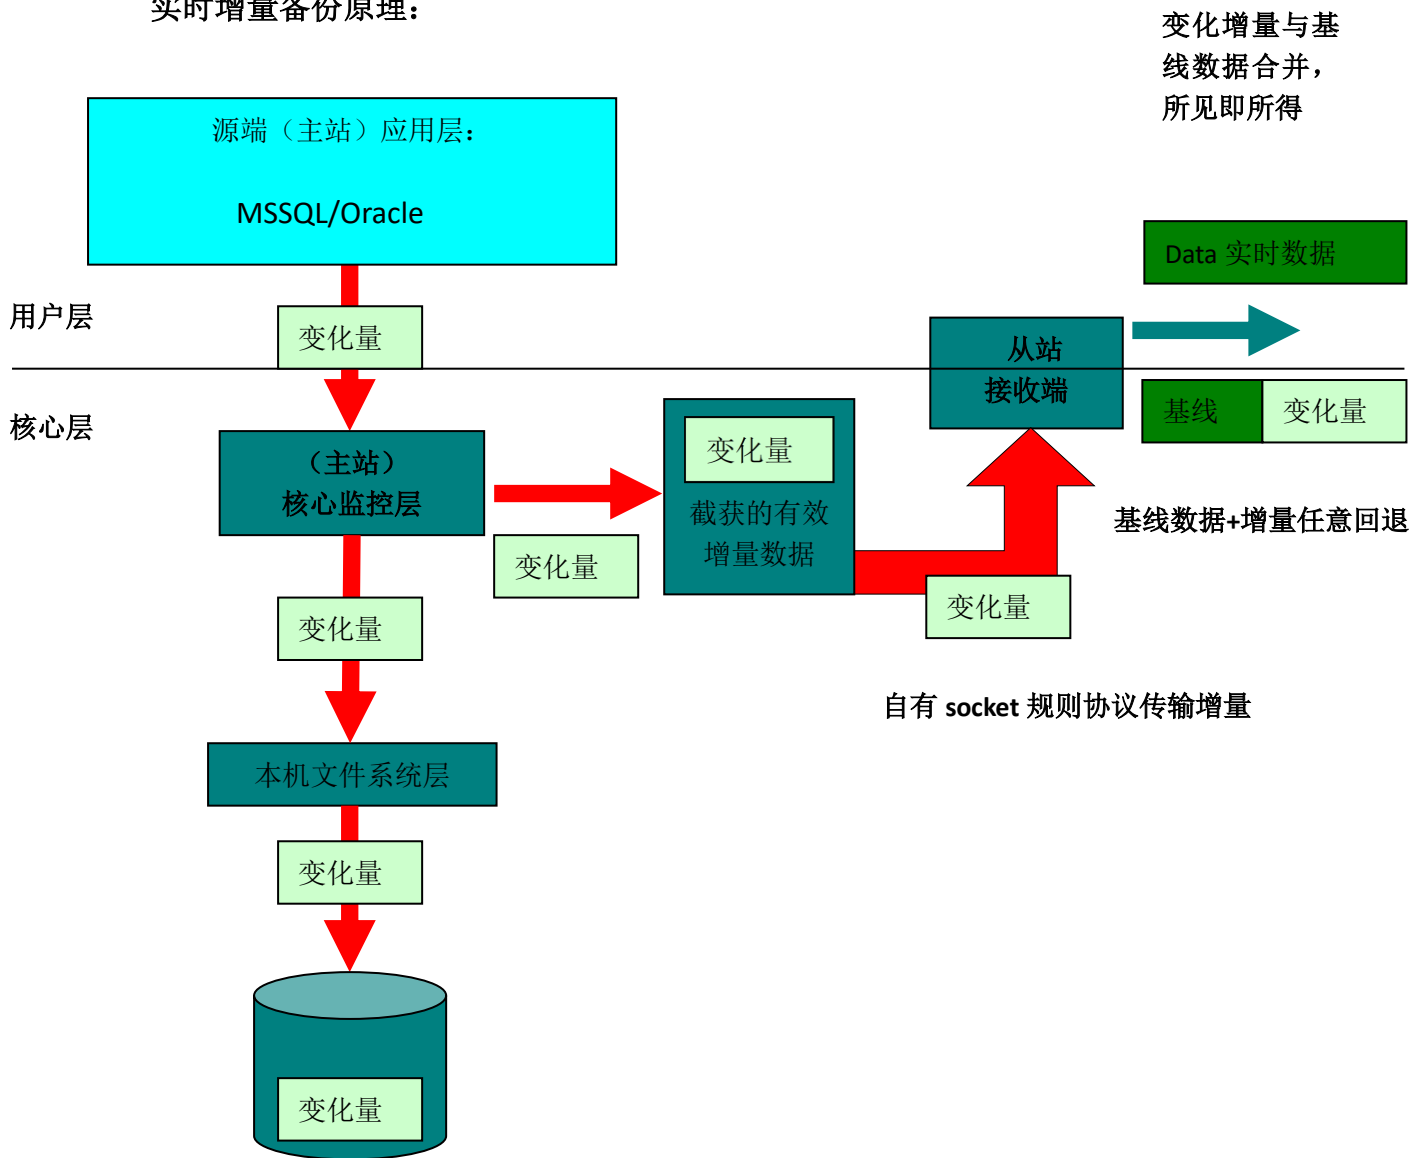 实时增量备份原理：
变化增量与基
线数据合并，
所见即所得
源端（主站）应用层：
MSSQL/Oracle
Data 实时数据
用户层
变化量
从站
接收端
基线
变化量
核心层
（主站）
核心监控层
变化量
截获的有效
增量数据
基线数据+增量任意回退
变化量
变化量
变化量
自有 socket 规则协议传输增量
本机文件系统层
变化量
变化量